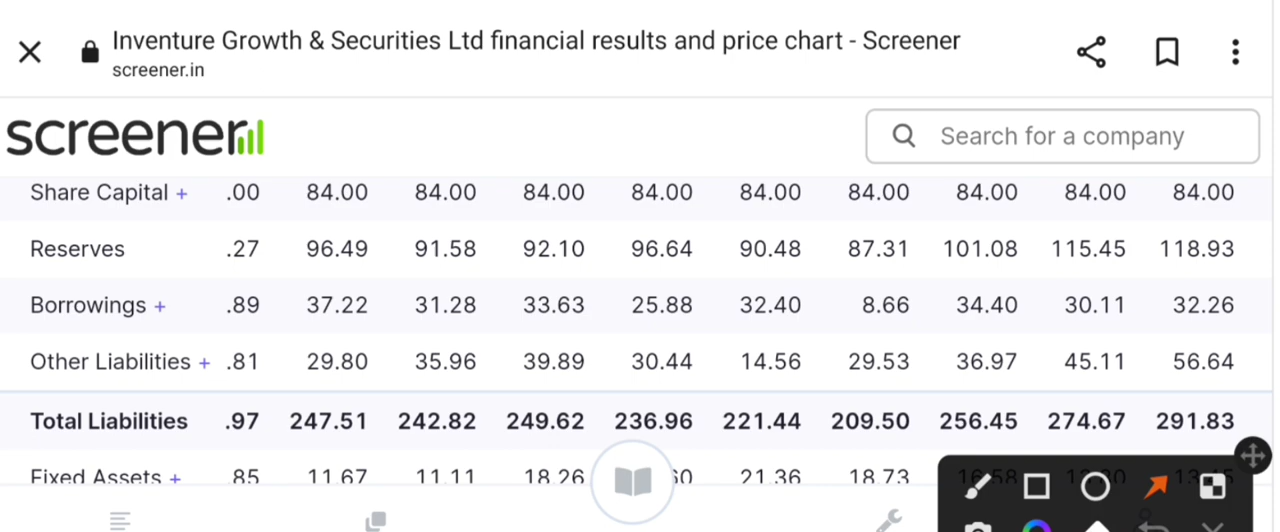 Inventure Growth & Securities Ltd financial results and price chart - Screener
screener.in
screener
Search for a company
Share Capital + .00 84.00 84.00 84.00 84.00 84.00 84.00 84.00 84.00 84.00
Reserves .27 96.49 91.58 92.10 96.64 90.48 87.31 101.08 115.45 118.93
Borrowings + .89 37.22 31.28 33.63 25.88 32.40 8.66 34.40 30.11 32.26
Other Liabilities + .81 29.80 35.96 39.89 30.44 14.56 29.53 36.97 45.11 56.64
Total Liabilities .97 247.51 242.82 249.62 236.96 221.44 209.50 256.45 274.67 291.83
Fixed Assets + .85 11.67 11.11 18.26 21.36 18.73